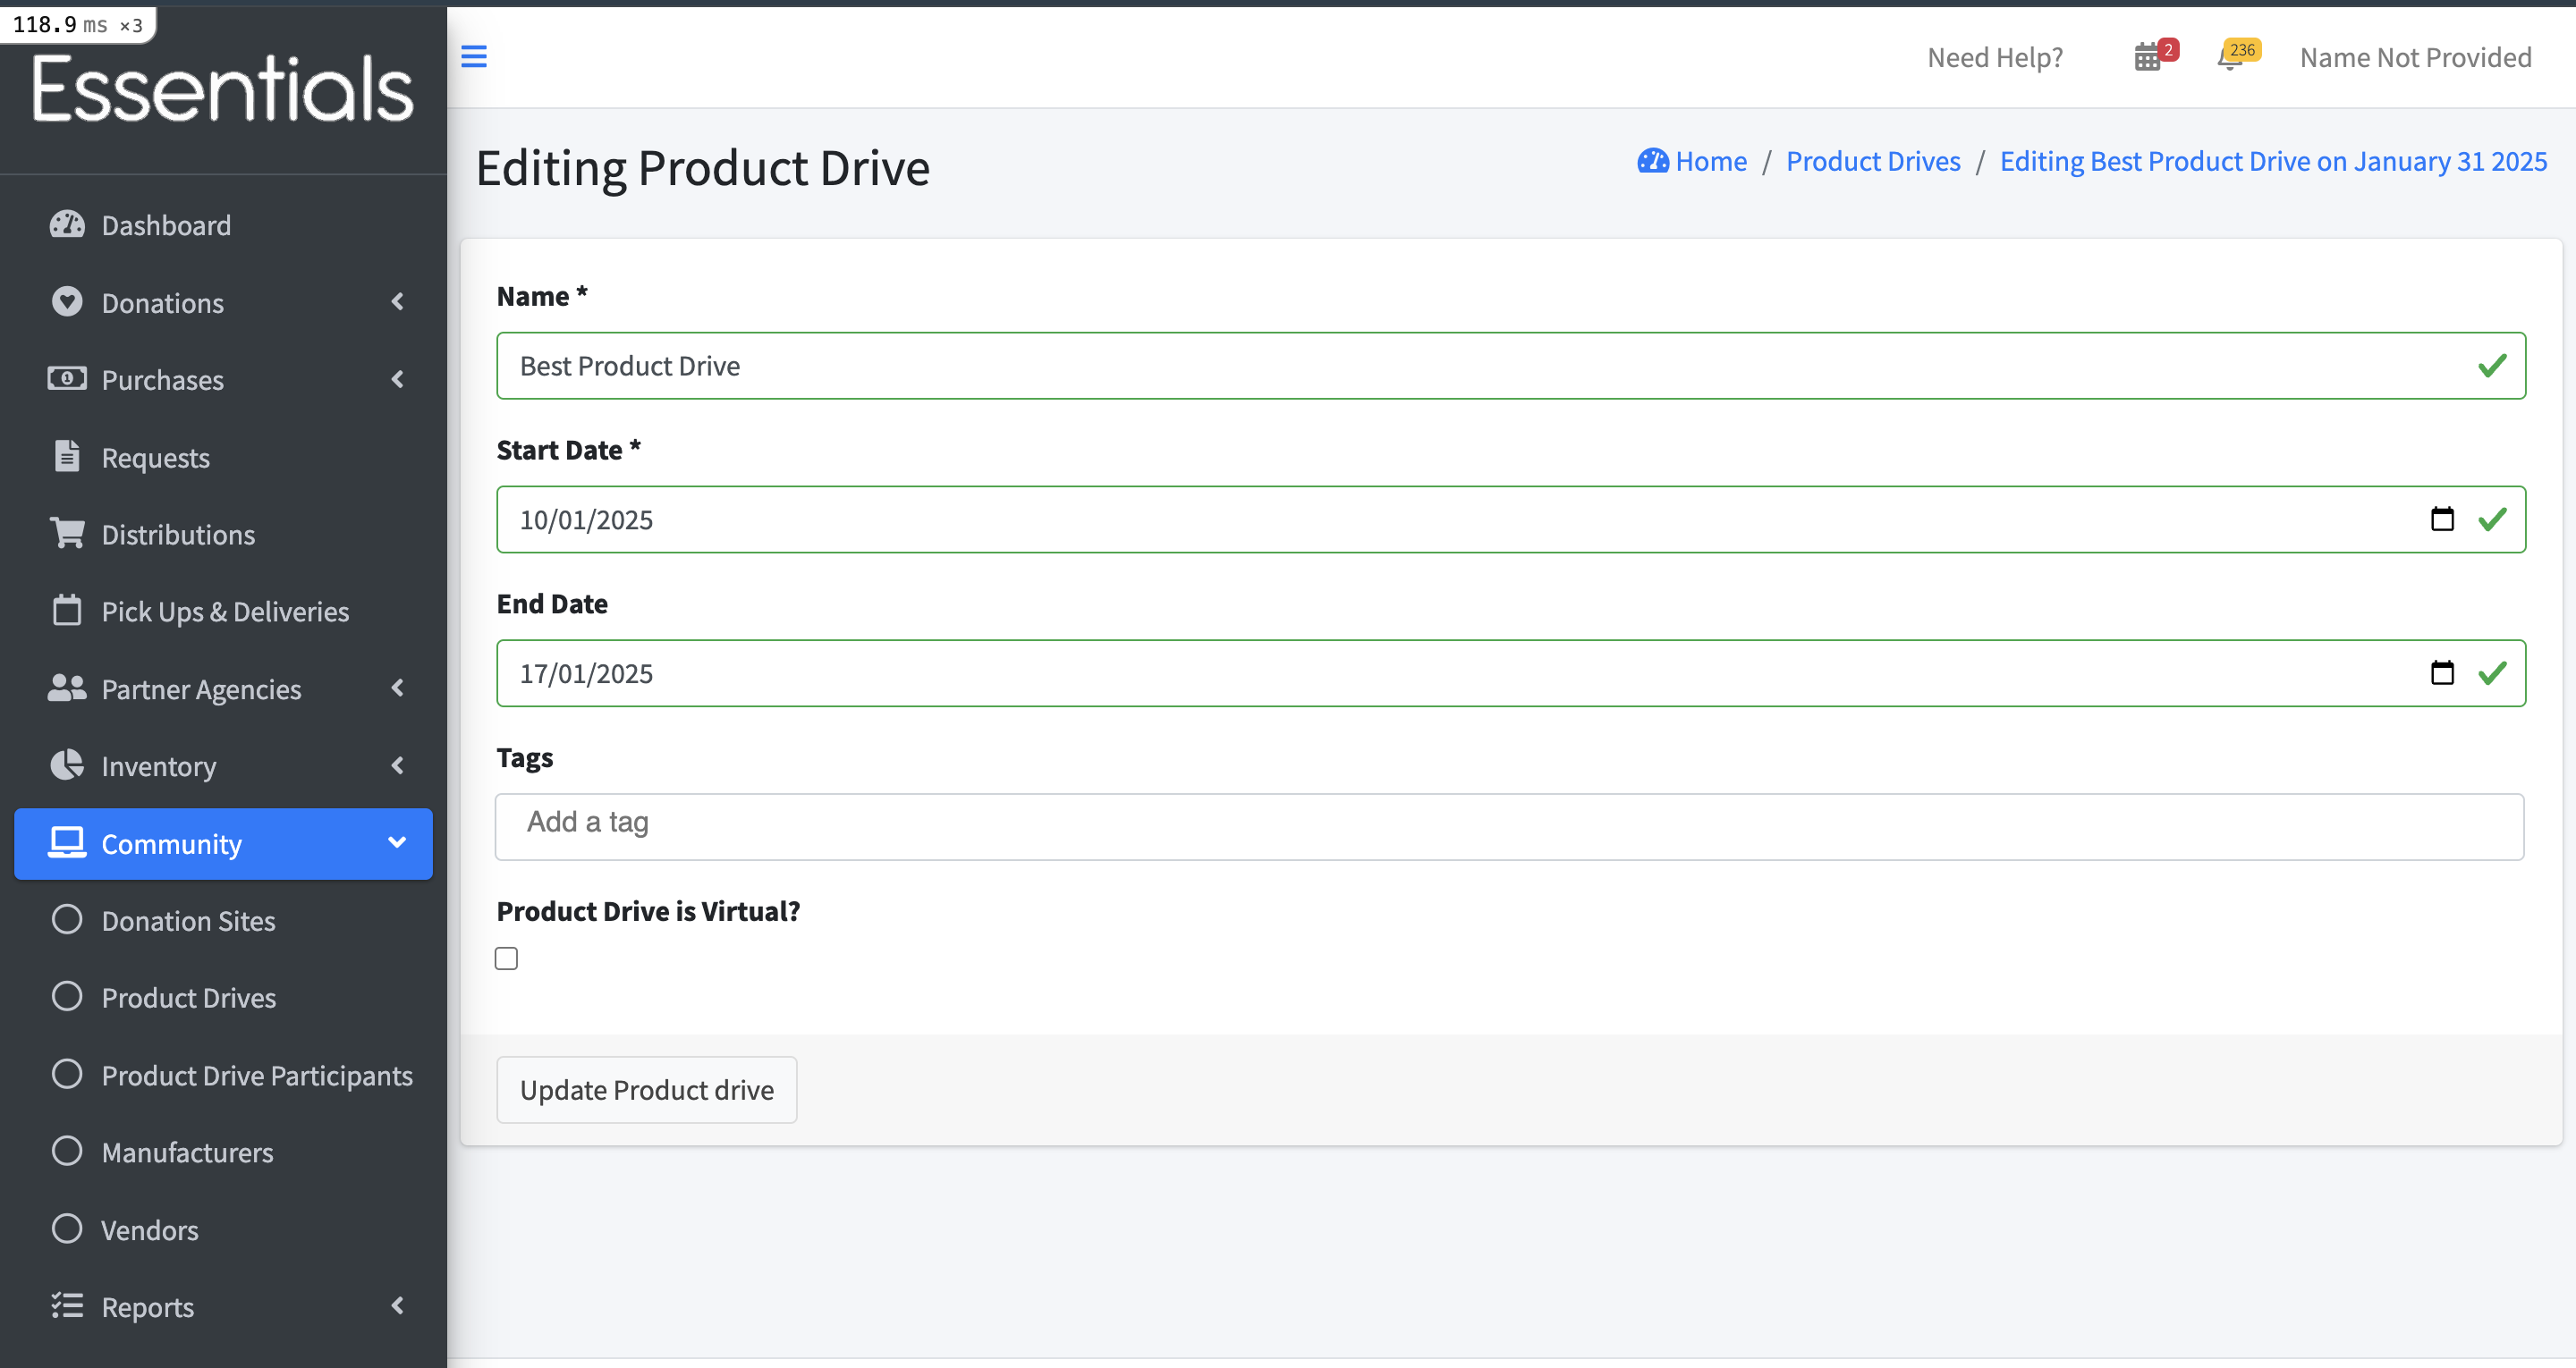 118.9 ms ×3
Essentials
Need Help?
2
236
Name Not Provided
Editing Product Drive
Home / Product Drives / Editing Best Product Drive on January 31 2025
Dashboard
Donations
Purchases
Requests
Distributions
Pick Ups & Deliveries
Partner Agencies
Inventory
Community
Donation Sites
Product Drives
Product Drive Participants
Manufacturers
Vendors
Reports
Name *
Best Product Drive
Start Date *
10/01/2025
End Date
17/01/2025
Tags
Add a tag
Product Drive is Virtual?
Update Product drive